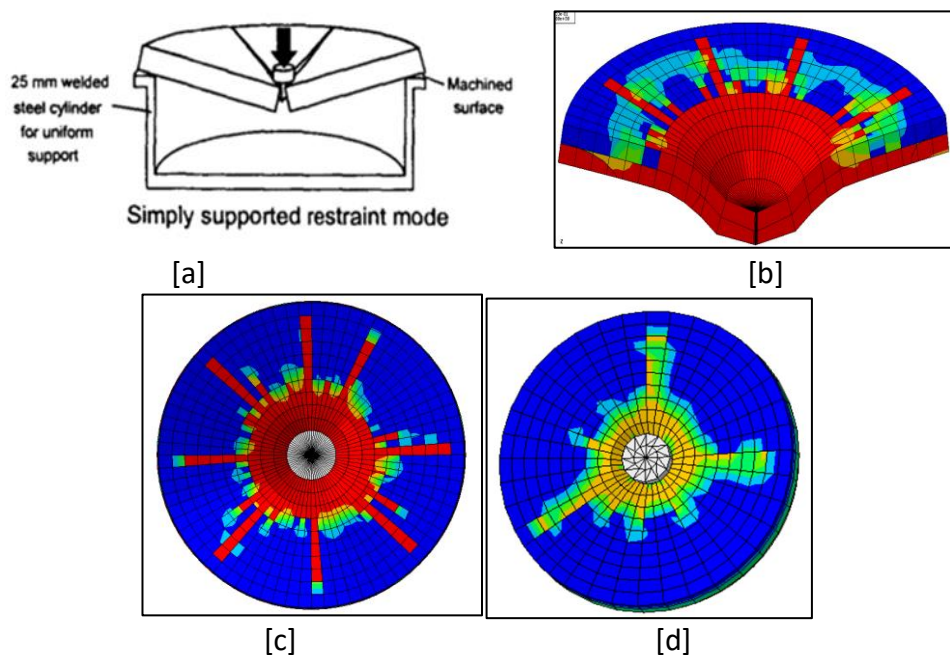 25 mm welded
steel cylinder
for uniform
support
Machined
surface
Simply supported restraint mode
[a]
[b]
[c]
[d]